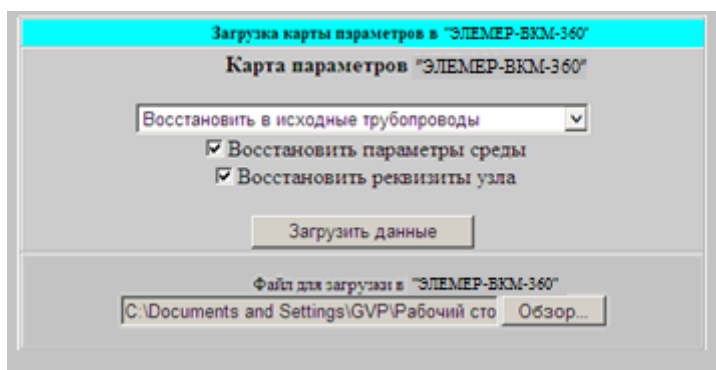 Загрузка карты параметров в "ЭЛЕМЕР-ВКМ-360"
Карта параметров "ЭЛЕМЕР-ВКМ-360"
Восстановить в исходные трубопроводы
Восстановить параметры среды
Восстановить реквизиты узла
Загрузить данные
Файл для загрузки в "ЭЛЕМЕР-ВКМ-360"
C:\Documents and Settings\GVP\Рабочий сто Обзор...